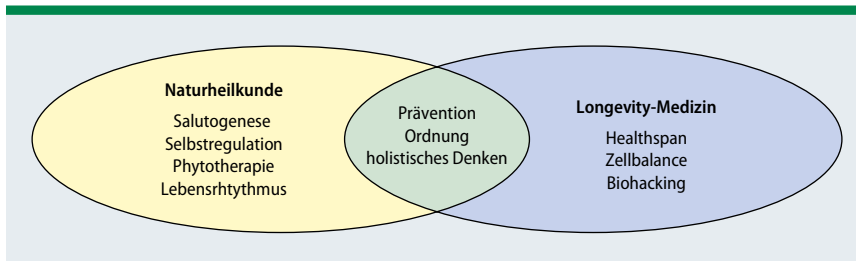 Naturheilkunde
Salutogenese
Selbstregulation
Phytotherapie
Lebensrhtythmus
Prävention
Ordnung
holistisches Denken
Longevity-Medizin
Healthspan
Zellbalance
Biohacking